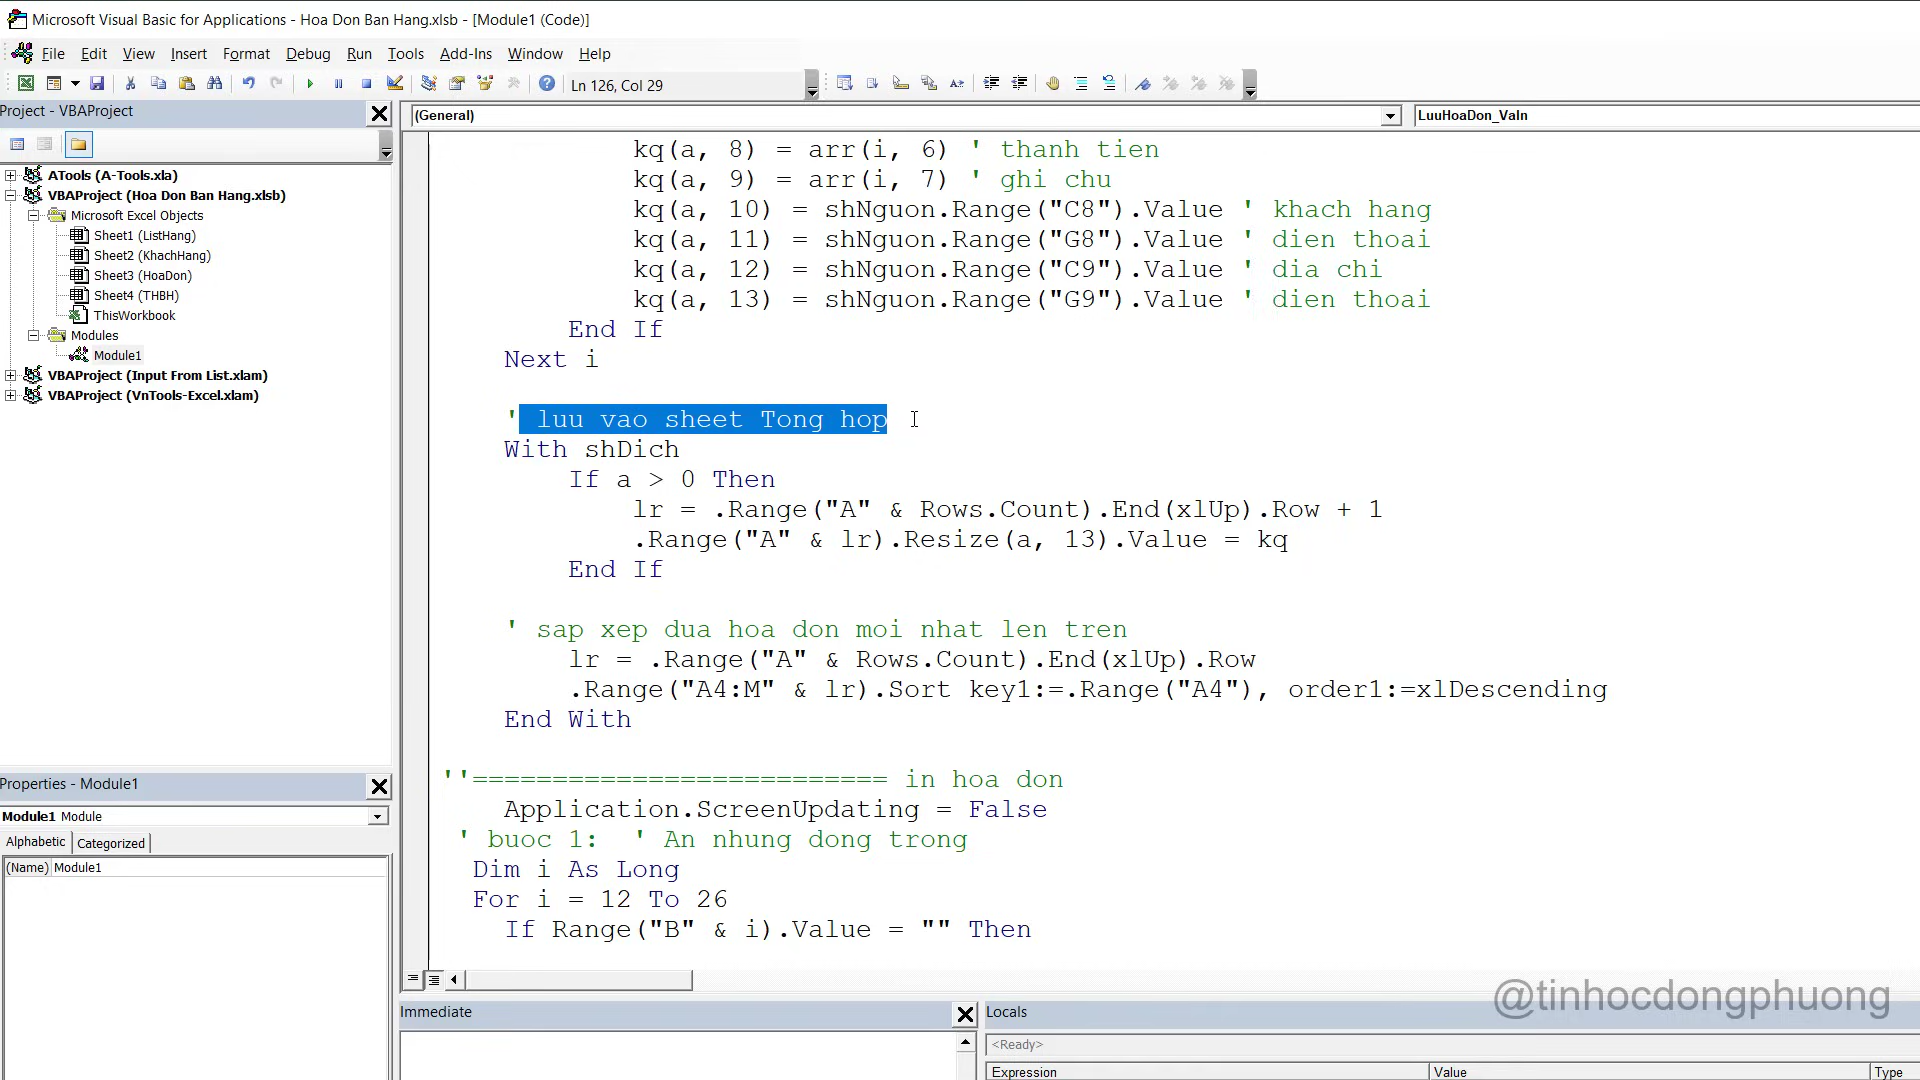 Microsoft Visual Basic for Applications - Hoa Don Ban Hang.xlsb - [Module1 (Code)]
File Edit View Insert Format Debug Run Tools Add-Ins Window Help
Ln 126, Col 29
Project - VBAProject
(General)
LuuHoaDon_VaIn
ATools (A-Tools.xla)
VBAProject (Hoa Don Ban Hang.xlsb)
Microsoft Excel Objects
Sheet1 (ListHang)
Sheet2 (KhachHang)
Sheet3 (HoaDon)
Sheet4 (THBH)
ThisWorkbook
Modules
Module1
VBAProject (Input From List.xlam)
VBAProject (VnTools-Excel.xlam)
Properties - Module1
Module1 Module
Alphabetic Categorized
(Name) Module1
kq(a, 8) = arr(i, 6) ' thanh tien
kq(a, 9) = arr(i, 7) ' ghi chu
kq(a, 10) = shNguon.Range("C8").Value ' khach hang
kq(a, 11) = shNguon.Range("G8").Value ' dien thoai
kq(a, 12) = shNguon.Range("C9").Value ' dia chi
kq(a, 13) = shNguon.Range("G9").Value ' dien thoai
End If
Next i
' luu vao sheet Tong hop
With shDich
If a > 0 Then
lr = .Range("A" & Rows.Count).End(xlUp).Row + 1
.Range("A" & lr).Resize(a, 13).Value = kq
End If
' sap xep dua hoa don moi nhat len tren
lr = .Range("A" & Rows.Count).End(xlUp).Row
.Range("A4:M" & lr).Sort key1:=.Range("A4"), order1:=xlDescending
End With
''========================== in hoa don
Application.ScreenUpdating = False
' buoc 1:  ' An nhung dong trong
Dim i As Long
For i = 12 To 26
If Range("B" & i).Value = "" Then
@tinhocdongphuong
Immediate
Locals
<Ready>
Expression Value Type